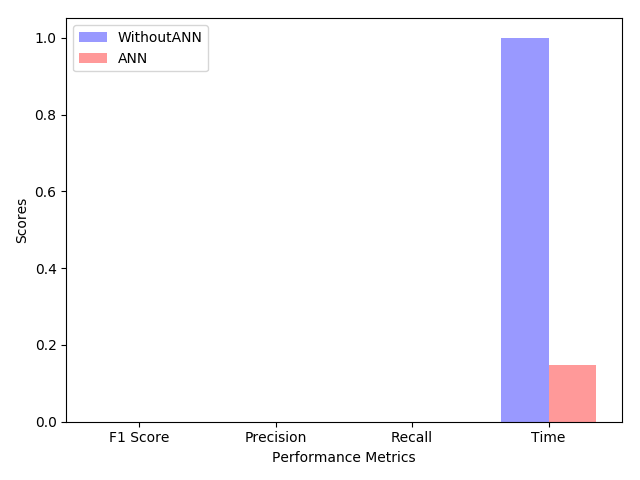 WithoutANN
ANN
1.0
0.8
0.6
0.4
0.2
0.0
Scores
F1 Score Precision Recall Time
Performance Metrics